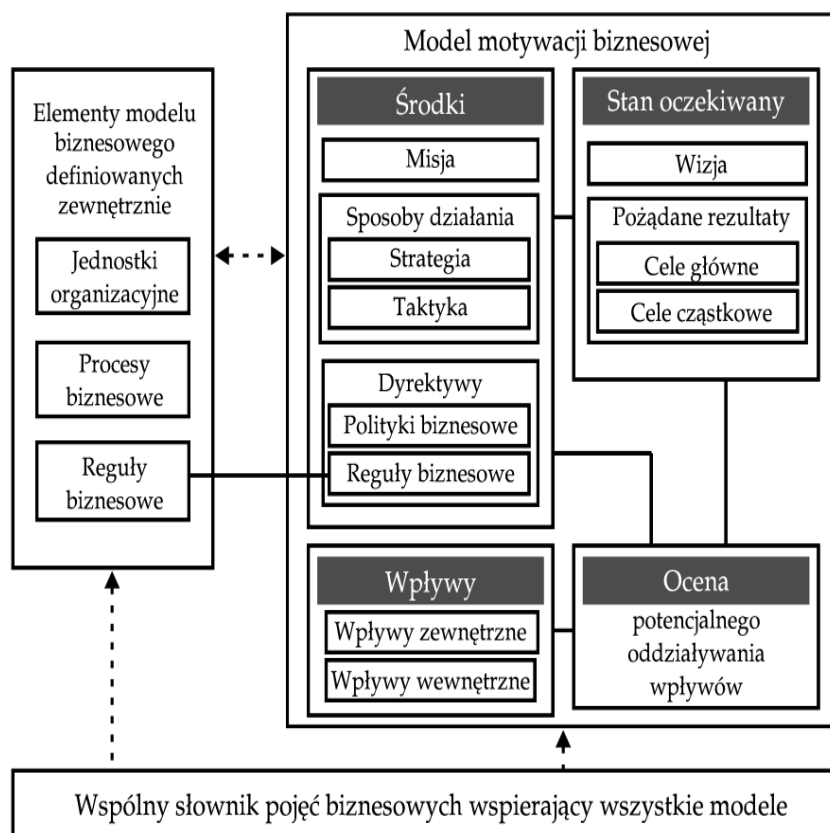 Model motywacji biznesowej
Elementy modelu
biznesowego
definiowanych
zewnętrznie
Jednostki
organizacyjne
Procesy
biznesowe
Reguły
biznesowe
Środki
Misja
Sposoby działania
Strategia
Taktyka
Dyrektywy
Polityki biznesowe
Reguły biznesowe
Stan oczekiwany
Wizja
Pożądane rezultaty
Cele główne
Cele cząstkowe
Wpływy
Wpływy zewnętrzne
Wpływy wewnętrzne
Ocena
potencjalnego
oddziaływania
wpływów
Wspólny słownik pojęć biznesowych wspierający wszystkie modele